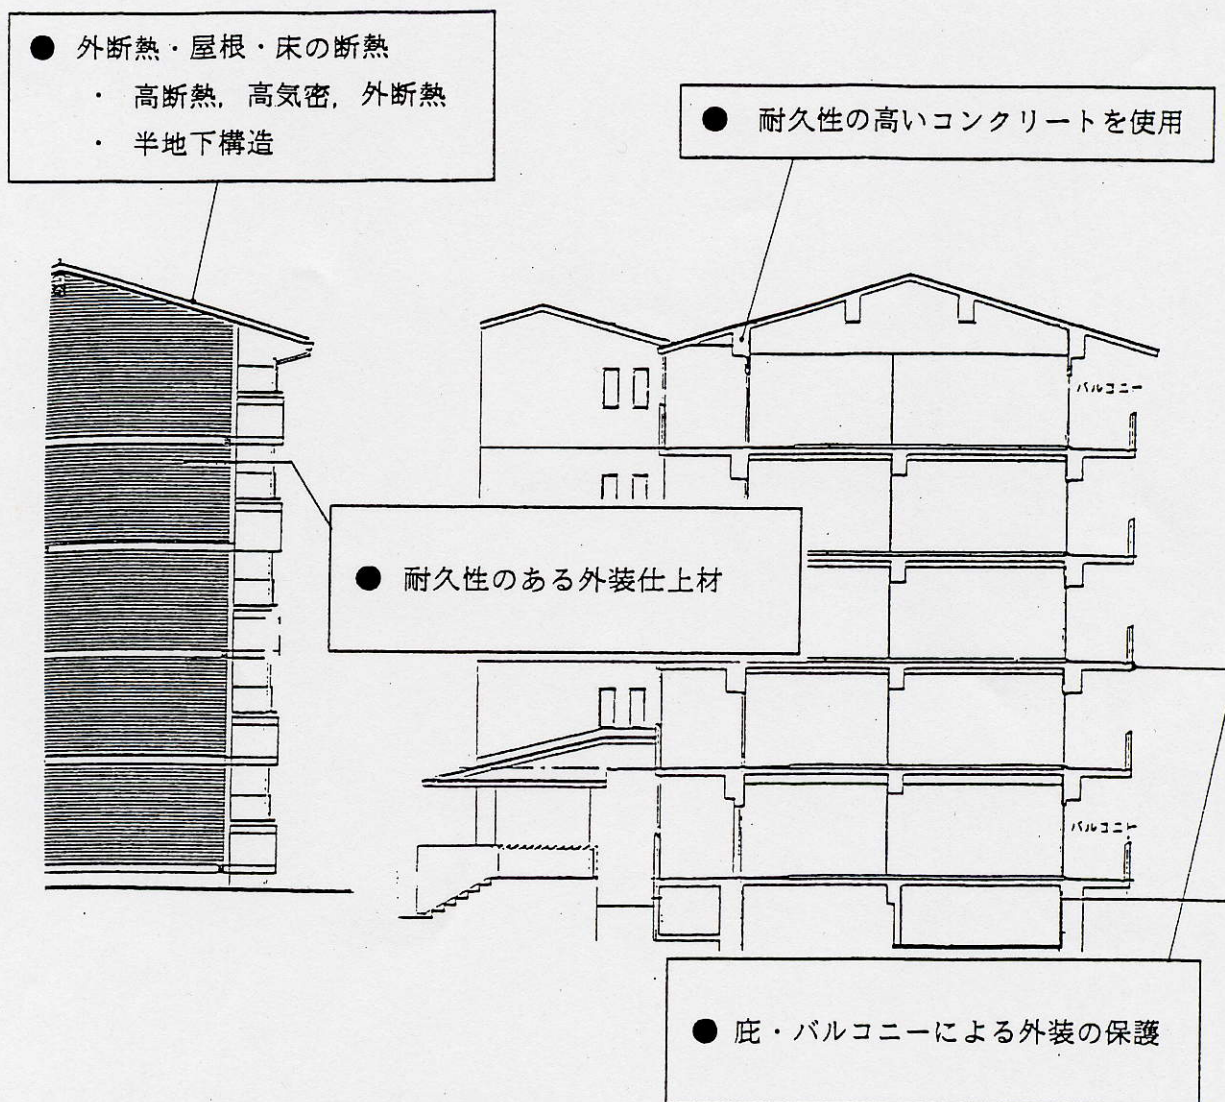 ● 外断熱・屋根・床の断熱
・ 高断熱, 高気密, 外断熱
・ 半地下構造
● 耐久性の高いコンクリートを使用
バルコニー
● 耐久性のある外装仕上材
バルコニー
● 庇・バルコニーによる外装の保護